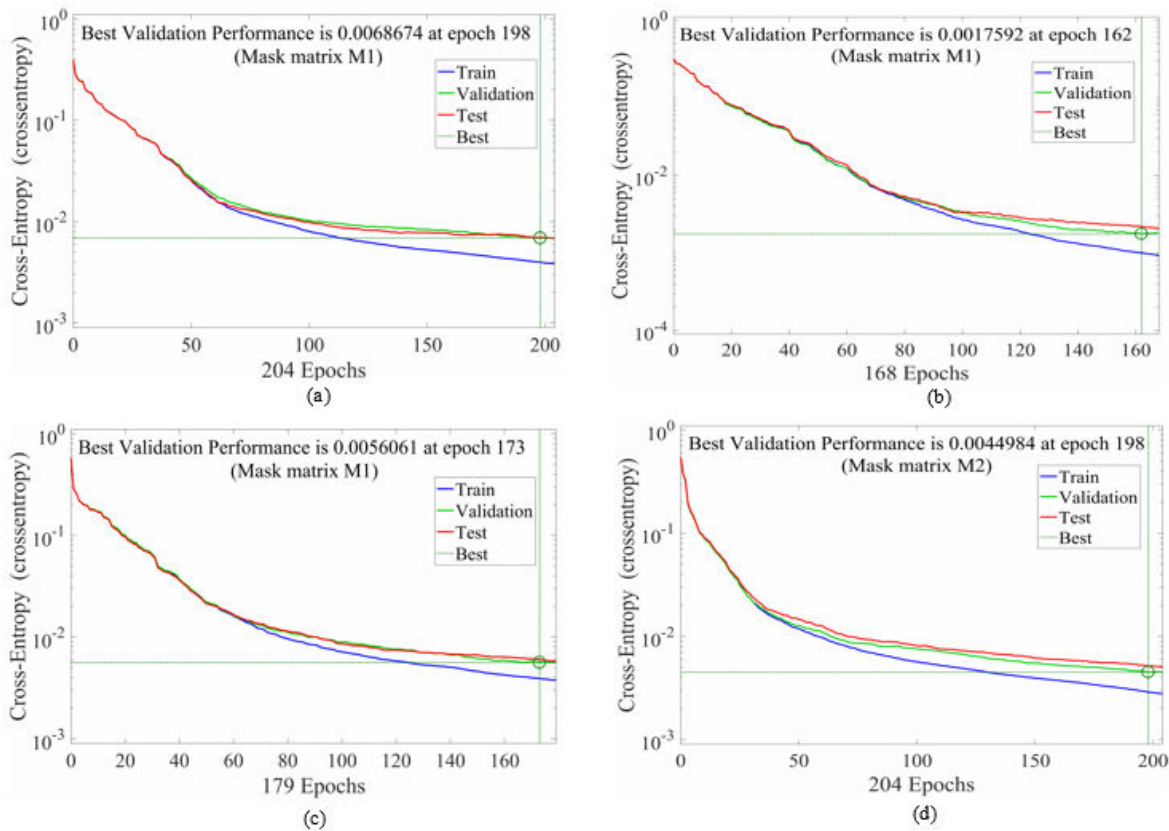 Best Validation Performance is 0.0068674 at epoch 198
(Mask matrix M1)
Train
Validation
Test
Best
Cross-Entropy (crossentropy)
10^0
10^-1
10^-2
10^-3
0 50 100 150 200
204 Epochs
(a)
Best Validation Performance is 0.0017592 at epoch 162
(Mask matrix M1)
Train
Validation
Test
Best
Cross-Entropy (crossentropy)
10^0
10^-1
10^-2
10^-3
10^-4
0 20 40 60 80 100 120 140 160
168 Epochs
(b)
Best Validation Performance is 0.0056061 at epoch 173
(Mask matrix M1)
Train
Validation
Test
Best
Cross-Entropy (crossentropy)
10^0
10^-1
10^-2
10^-3
0 20 40 60 80 100 120 140 160
179 Epochs
(c)
Best Validation Performance is 0.0044984 at epoch 198
(Mask matrix M2)
Train
Validation
Test
Best
Cross-Entropy (crossentropy)
10^0
10^-1
10^-2
10^-3
0 50 100 150 200
204 Epochs
(d)